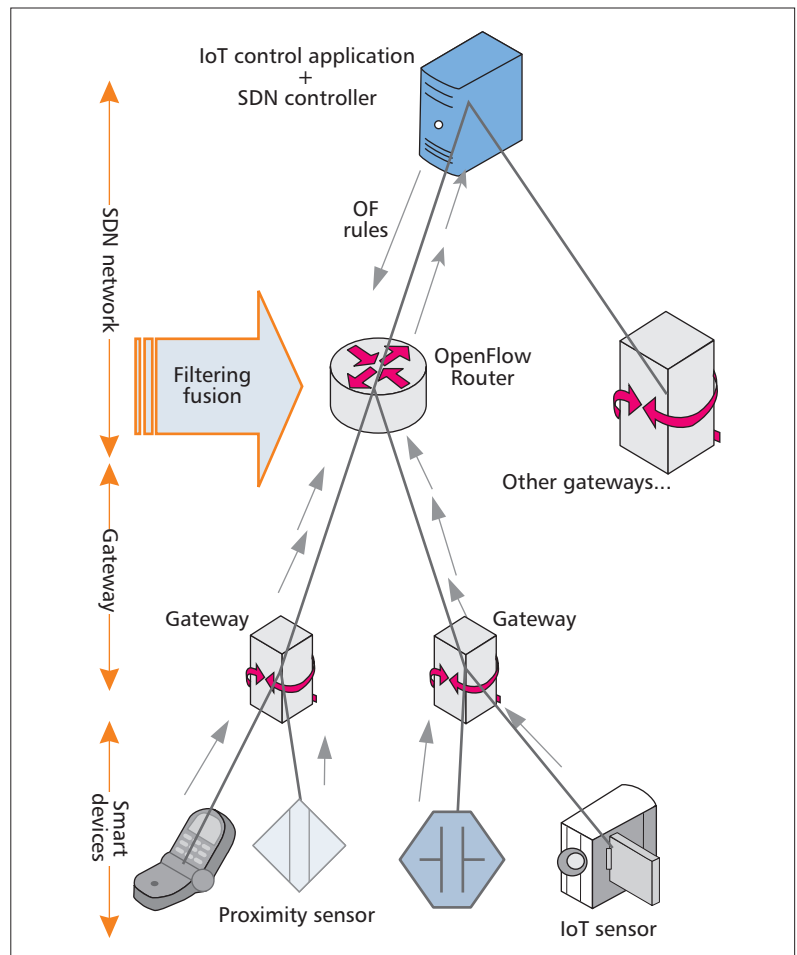 IoT control application
+
SDN controller
SDN network
OF
rules
Filtering
fusion
OpenFlow
Router
Other gateways...
Gateway
Gateway
Gateway
Smart
devices
Proximity sensor
IoT sensor